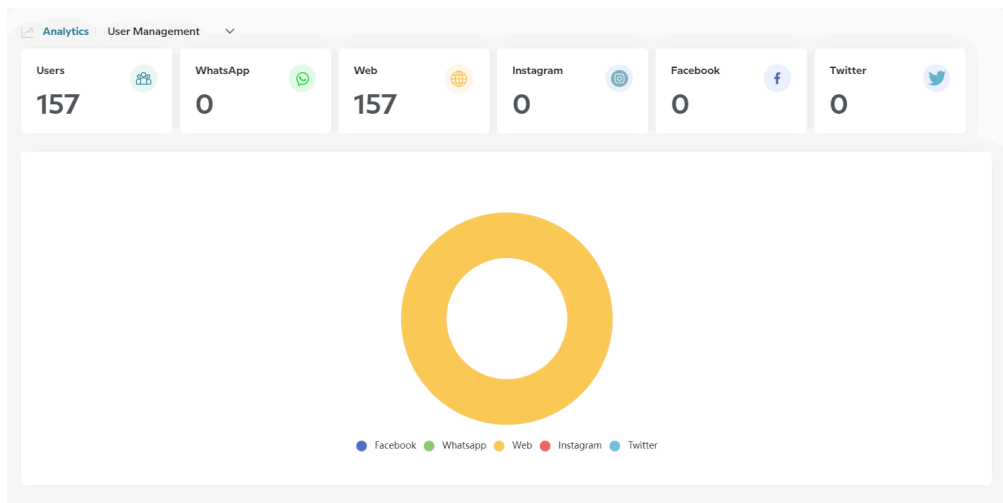 Analytics User Management
Users WhatsApp Web Instagram Facebook Twitter
157 0 157 0 0 0
Facebook Whatsapp Web Instagram Twitter